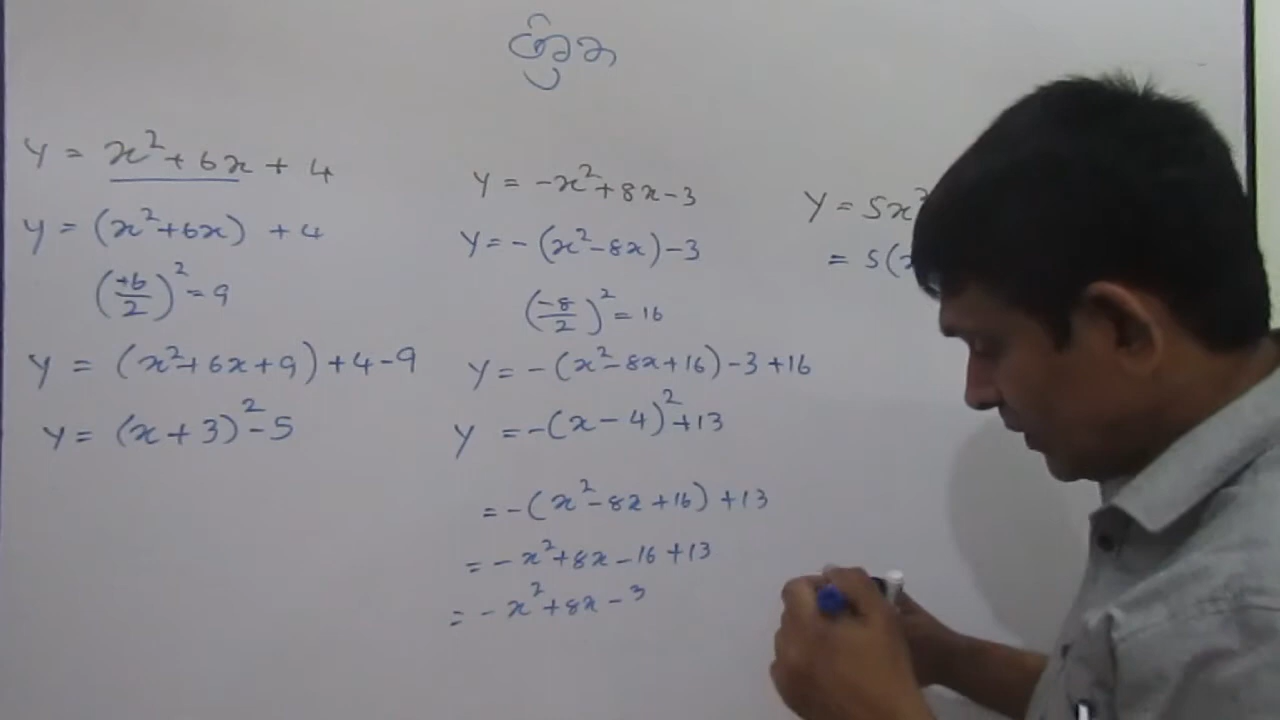 ප්‍රස්ථාර
y = x² + 6x + 4
y = (x² + 6x) + 4
(+6/2)² = 9
y = (x² + 6x + 9) + 4 - 9
y = (x + 3)² - 5
y = -x² + 8x - 3
y = -(x² - 8x) - 3
(-8/2)² = 16
y = -(x² - 8x + 16) - 3 + 16
y = -(x - 4)² + 13
= -(x² - 8x + 16) + 13
= -x² + 8x - 16 + 13
= -x² + 8x - 3
y = 5x²
= 5(x